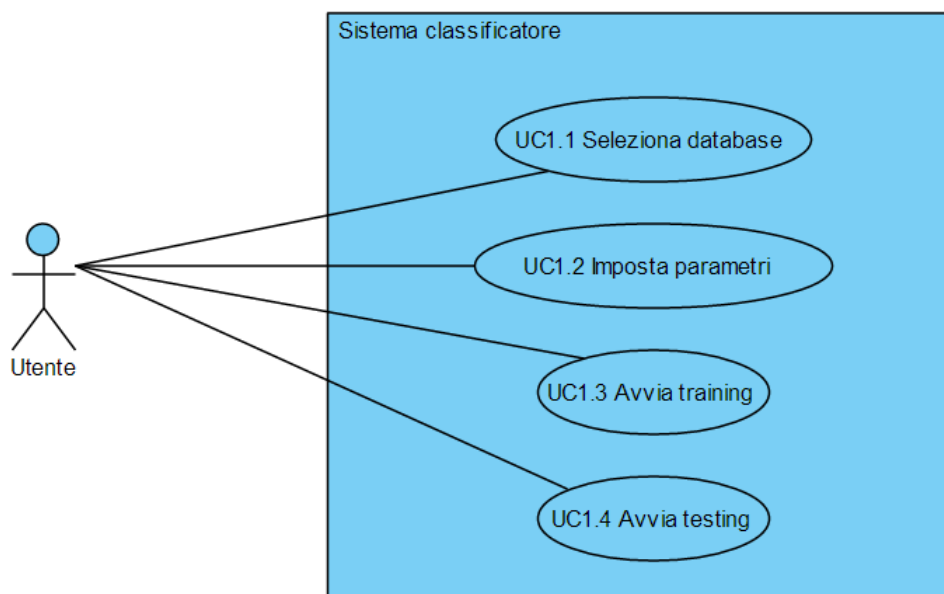 Sistema classificatore
UC1.1 Seleziona database
UC1.2 Imposta parametri
Utente
UC1.3 Avvia training
UC1.4 Avvia testing